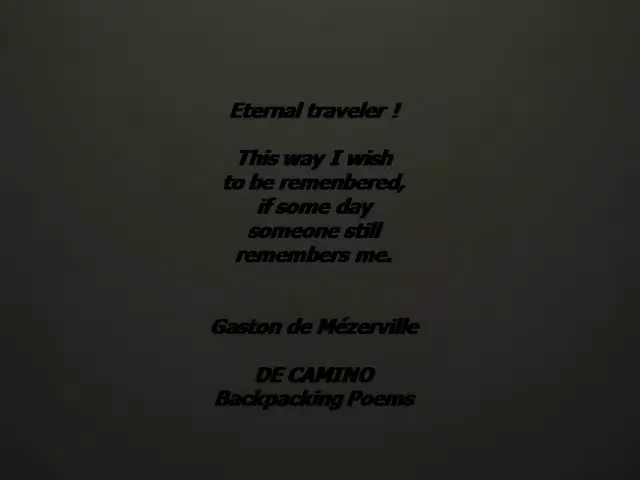 Eternal traveler !
This way I wish
to be remenbered,
if some day
someone still
remembers me.
Gaston de Mézerville
DE CAMINO
Backpacking Poems